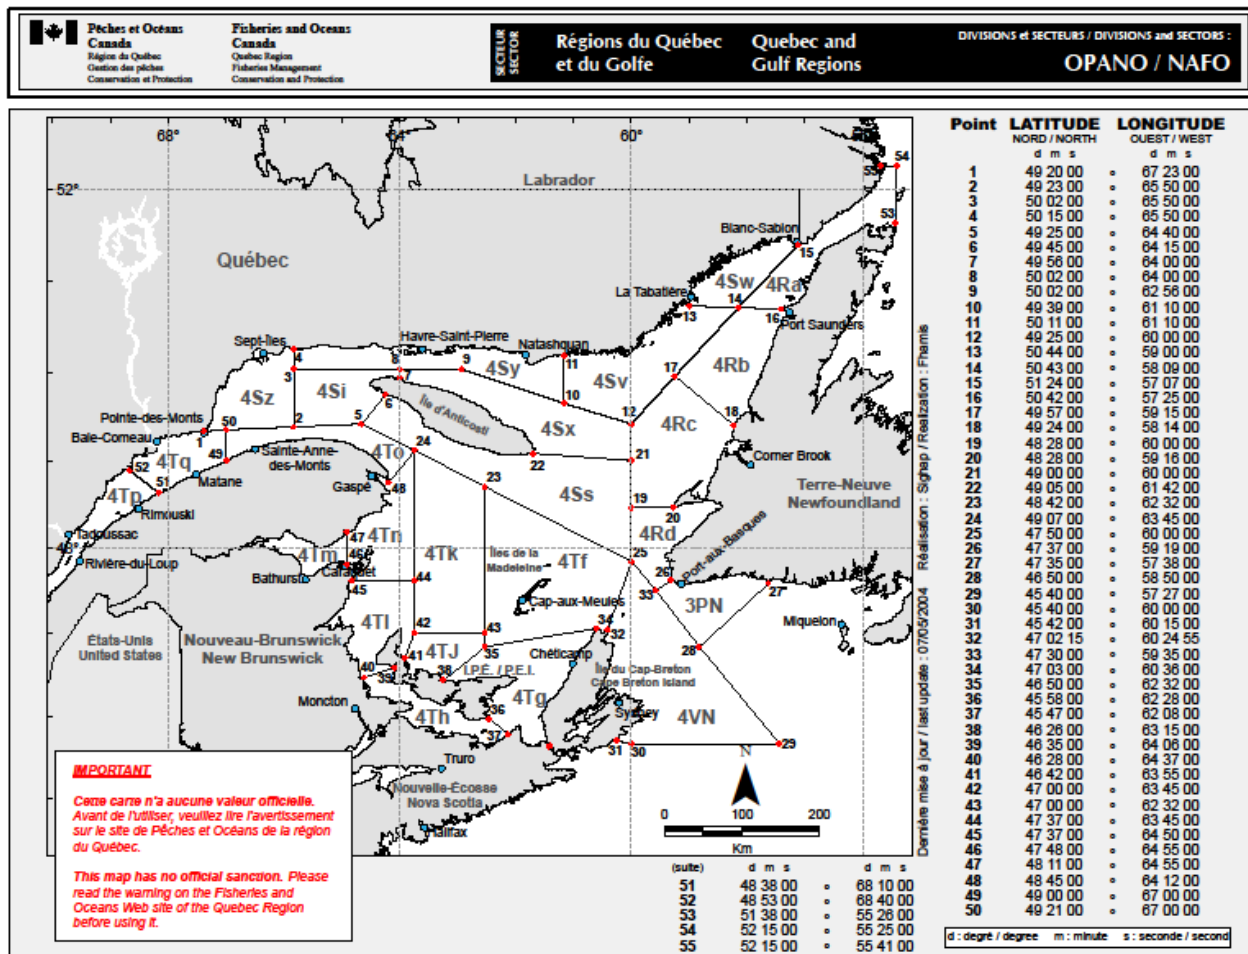 Pêches et Océans
Canada
Région du Québec
Gestion des pêches
Conservation et Protection
Fisheries and Oceans
Canada
Quebec Region
Fisheries Management
Conservation and Protection
SECTEUR
SECTOR
Régions du Québec
et du Golfe
Quebec and
Gulf Regions
DIVISIONS et SECTEURS / DIVISIONS and SECTORS :
OPANO / NAFO
68°
64
60°
52°
48°
Labrador
Québec
Blanc-Sablon
La Tabatière
Port Saunders
Sept-Îles
Havre-Saint-Pierre
Natashquan
Île d'Anticosti
Pointe-des-Monts
Baie-Comeau
Sainte-Anne-
des-Monts
Matane
Gaspé
Rimouski
Tadoussac
Rivière-du-Loup
Corner Brook
Terre-Neuve
Newfoundland
Port-aux-Basques
Îles de la
Madeleine
Cap-aux-Meules
Bathurst
Caraquet
Miquelon
États-Unis
United States
Nouveau-Brunswick
New Brunswick
Chéticamp
Île du Cap-Breton
Cape Breton Island
I.P.É. / P.E.I.
Moncton
Sydney
Truro
Nouvelle-Écosse
Nova Scotia
Halifax
4Sw
4Ra
4Rb
4Sy
4Sv
4Sz
4Si
4Sx
4Rc
4To
4Tq
4Tp
4Ss
4Rd
4Tn
4Tm
4Tk
4Tf
3PN
4Tl
4TJ
4Tg
4Th
4VN
N
0 100 200
Km
IMPORTANT
Cette carte n'a aucune valeur officielle.
Avant de l'utiliser, veuillez lire l'avertissement
sur le site de Pêches et Océans de la région
du Québec.
This map has no official sanction. Please
read the warning on the Fisheries and
Oceans Web site of the Quebec Region
before using it.
Dernière mise à jour / last update : 07/05/2004 Réalisation : Sighap / Realization : Fhamis
Point LATITUDE LONGITUDE
NORD / NORTH OUEST / WEST
d m s d m s
1 49 20 00 ° 67 23 00
2 49 23 00 ° 65 50 00
3 50 02 00 ° 65 50 00
4 50 15 00 ° 65 50 00
5 49 25 00 ° 64 40 00
6 49 45 00 ° 64 15 00
7 49 56 00 ° 64 00 00
8 50 02 00 ° 64 00 00
9 50 02 00 ° 62 56 00
10 49 39 00 ° 61 10 00
11 50 11 00 ° 61 10 00
12 49 25 00 ° 60 00 00
13 50 44 00 ° 59 00 00
14 50 43 00 ° 58 09 00
15 51 24 00 ° 57 07 00
16 50 42 00 ° 57 25 00
17 49 57 00 ° 59 15 00
18 49 24 00 ° 58 14 00
19 48 28 00 ° 60 00 00
20 48 28 00 ° 59 16 00
21 49 00 00 ° 60 00 00
22 49 05 00 ° 61 42 00
23 48 42 00 ° 62 32 00
24 49 07 00 ° 63 45 00
25 47 50 00 ° 60 00 00
26 47 37 00 ° 59 19 00
27 47 35 00 ° 57 38 00
28 46 50 00 ° 58 50 00
29 45 40 00 ° 57 27 00
30 45 40 00 ° 60 00 00
31 45 42 00 ° 60 15 00
32 47 02 15 ° 60 24 55
33 47 30 00 ° 59 35 00
34 47 03 00 ° 60 36 00
35 46 50 00 ° 62 32 00
36 45 58 00 ° 62 28 00
37 45 47 00 ° 62 08 00
38 46 26 00 ° 63 15 00
39 46 35 00 ° 64 06 00
40 46 28 00 ° 64 37 00
41 46 42 00 ° 63 55 00
42 47 00 00 ° 63 45 00
43 47 00 00 ° 62 32 00
44 47 37 00 ° 63 45 00
45 47 37 00 ° 64 50 00
46 47 48 00 ° 64 55 00
47 48 11 00 ° 64 55 00
48 48 45 00 ° 64 12 00
49 49 00 00 ° 67 00 00
50 49 21 00 ° 67 00 00
(suite) d m s d m s
51 48 38 00 ° 68 10 00
52 48 53 00 ° 68 40 00
53 51 38 00 ° 55 26 00
54 52 15 00 ° 55 25 00
55 52 15 00 ° 55 41 00
d : degré / degree m : minute s : seconde / second